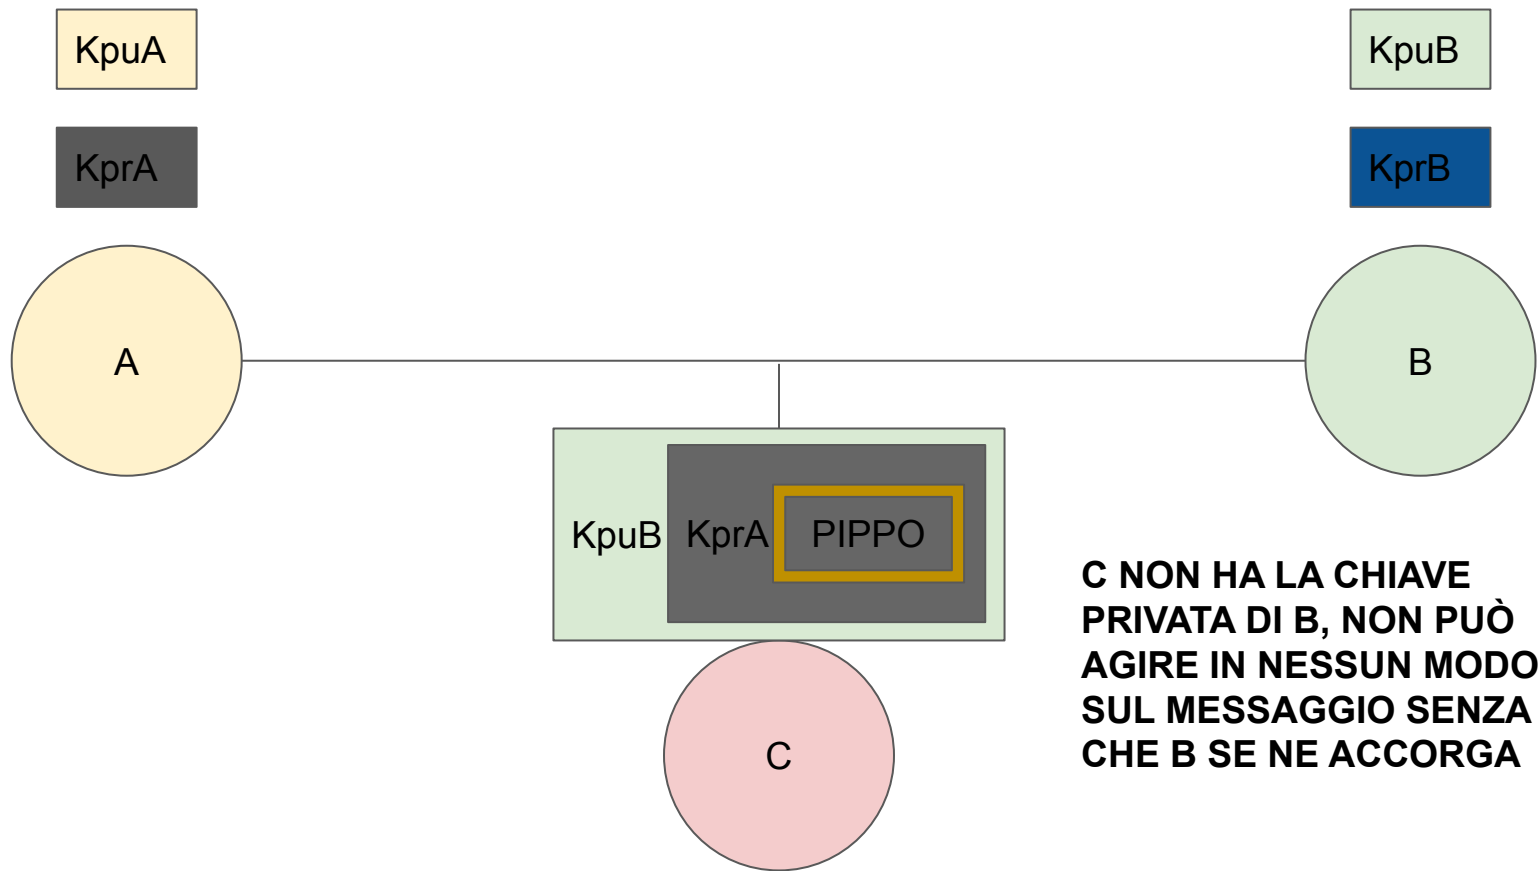 KpuA
KpuB
KprA
KprB
A
B
KpuB KprA PIPPO
C NON HA LA CHIAVE
PRIVATA DI B, NON PUÒ
AGIRE IN NESSUN MODO
SUL MESSAGGIO SENZA
CHE B SE NE ACCORGA
C